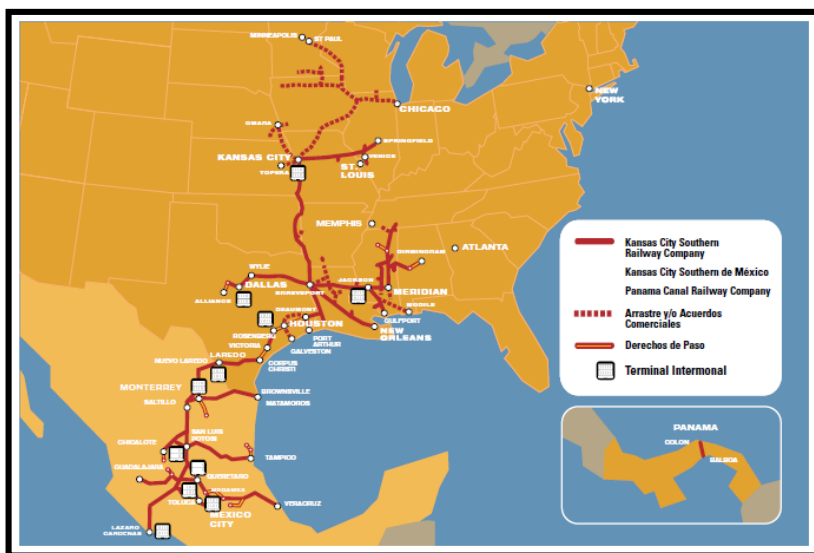 MINNEAPOLIS
ST PAUL
CHICAGO
NEW
YORK
OMAHA
SPRINGFIELD
KANSAS CITY
VENICE
TOPEKA
ST.
LOUIS
MEMPHIS
BIRMINGHAM
ATLANTA
WYLIE
DALLAS
JACKSON
SHREVEPORT
MERIDIAN
ALLIANCE
MOBILE
BEAUMONT
GULFPORT
HOUSTON
NEW
ORLEANS
ROSENBERG
PORT
ARTHUR
VICTORIA
GALVESTON
LAREDO
NUEVO LAREDO
CORPUS
CHRISTI
MONTERREY
BROWNSVILLE
SALTILLO
MATAMOROS
SAN LUIS
POTOSI
CHICALOTE
TAMPICO
GUADALAJARA
QUERETARO
TOLUCA
MEXICO
CITY
VERACRUZ
LAZARO
CARDENAS
Kansas City Southern
Railway Company
Kansas City Southern de México
Panama Canal Railway Company
Arrastre y/o Acuerdos
Comerciales
Derechos de Paso
Terminal Intermonal
PANAMA
COLON
BALBOA